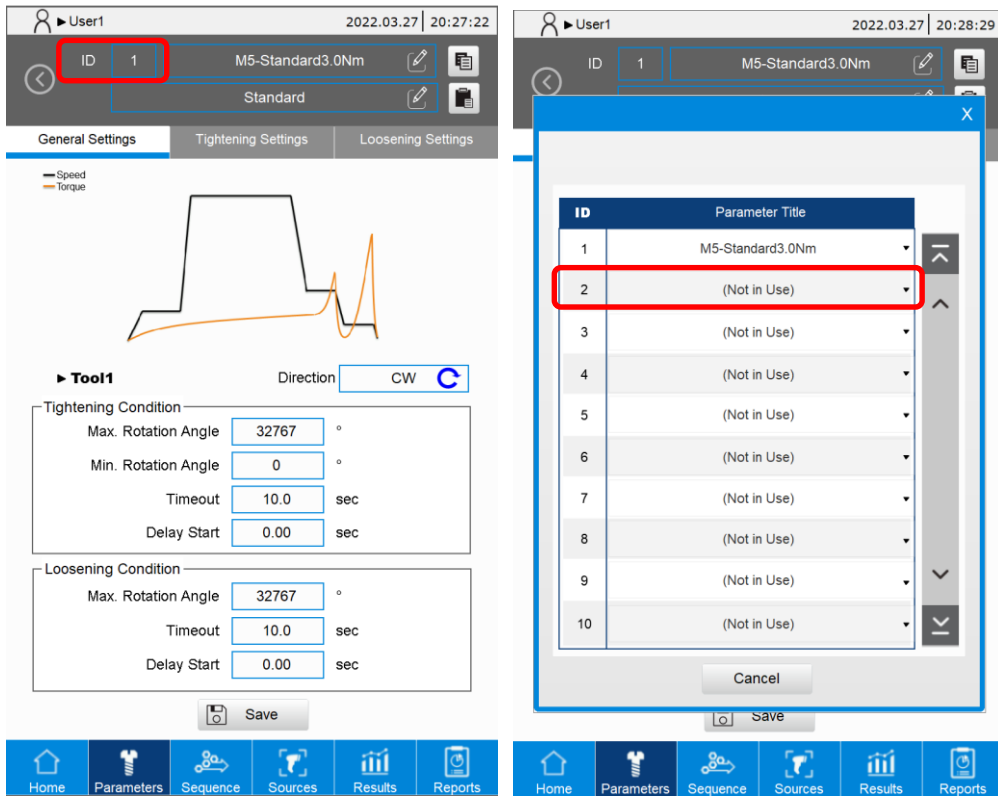 ►User1 2022.03.27 20:27:22
ID 1 M5-Standard3.0Nm
Standard
General Settings Tightening Settings Loosening Settings
Speed
Torque
►Tool1 Direction CW
Tightening Condition
Max. Rotation Angle 32767 °
Min. Rotation Angle 0 °
Timeout 10.0 sec
Delay Start 0.00 sec
Loosening Condition
Max. Rotation Angle 32767 °
Timeout 10.0 sec
Delay Start 0.00 sec
Save
Home Parameters Sequence Sources Results Reports
►User1 2022.03.27 20:28:29
ID 1 M5-Standard3.0Nm
X
ID Parameter Title
1 M5-Standard3.0Nm
2 (Not in Use)
3 (Not in Use)
4 (Not in Use)
5 (Not in Use)
6 (Not in Use)
7 (Not in Use)
8 (Not in Use)
9 (Not in Use)
10 (Not in Use)
Cancel
Save
Home Parameters Sequence Sources Results Reports